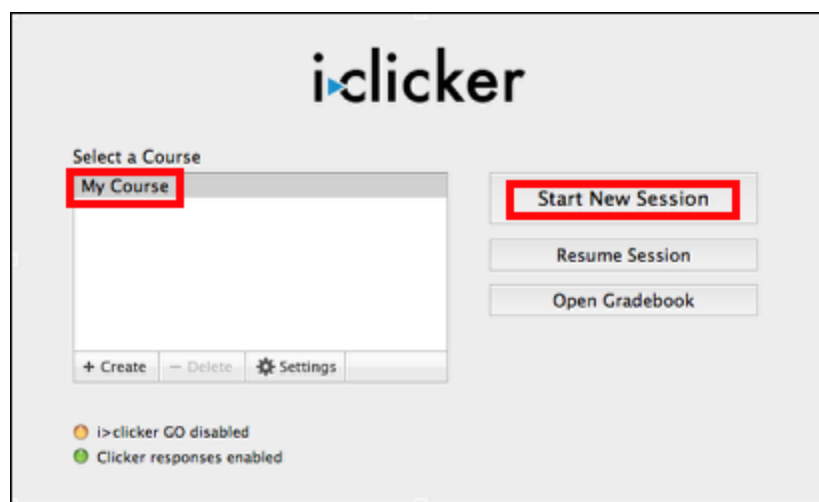 i>clicker
Select a Course
My Course
Start New Session
Resume Session
Open Gradebook
+ Create
− Delete
Settings
i>clicker GO disabled
Clicker responses enabled